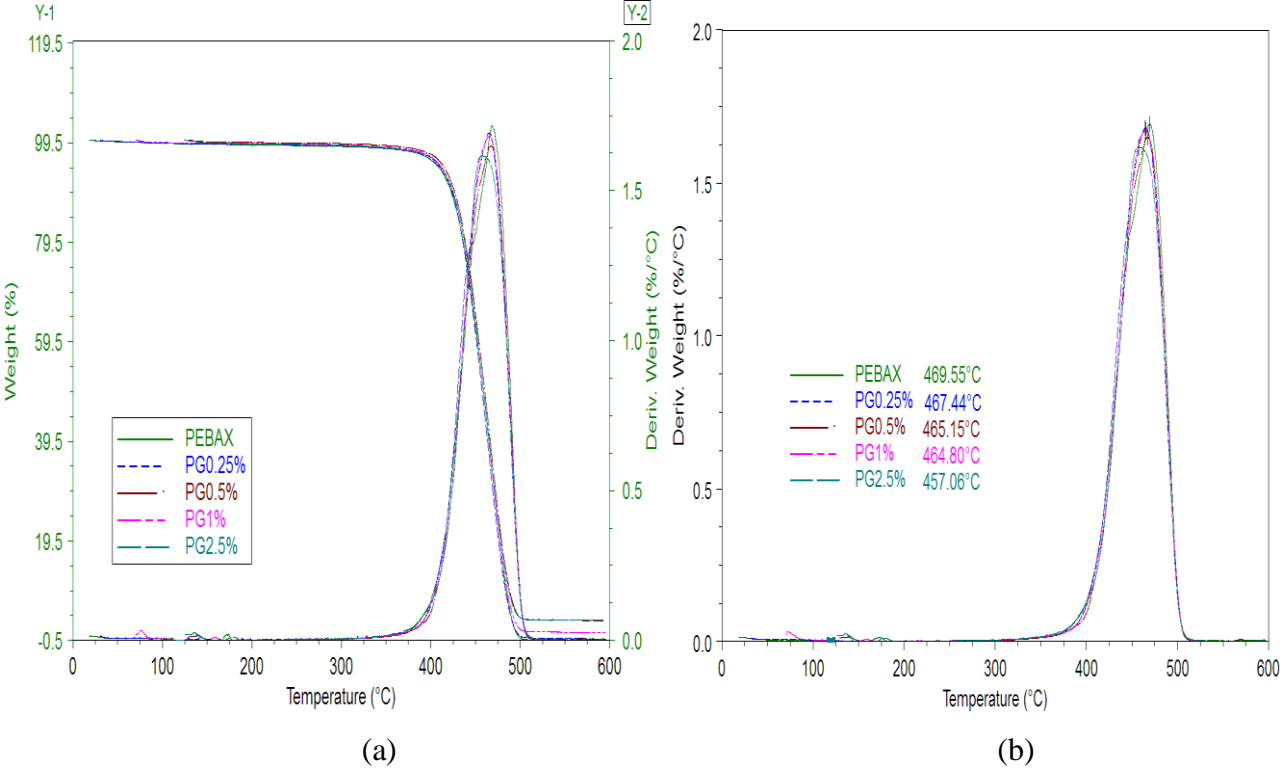 Y-1
Y-2
119.5
99.5
79.5
59.5
39.5
19.5
-0.5
Weight (%)
2.0
1.5
1.0
0.5
0.0
Deriv. Weight (%/°C)
PEBAX
PG0.25%
PG0.5%
PG1%
PG2.5%
0 100 200 300 400 500 600
Temperature (°C)
(a)
2.0
1.5
1.0
0.5
0.0
Deriv. Weight (%/°C)
PEBAX 469.55°C
PG0.25% 467.44°C
PG0.5% 465.15°C
PG1% 464.80°C
PG2.5% 457.06°C
0 100 200 300 400 500 600
Temperature (°C)
(b)